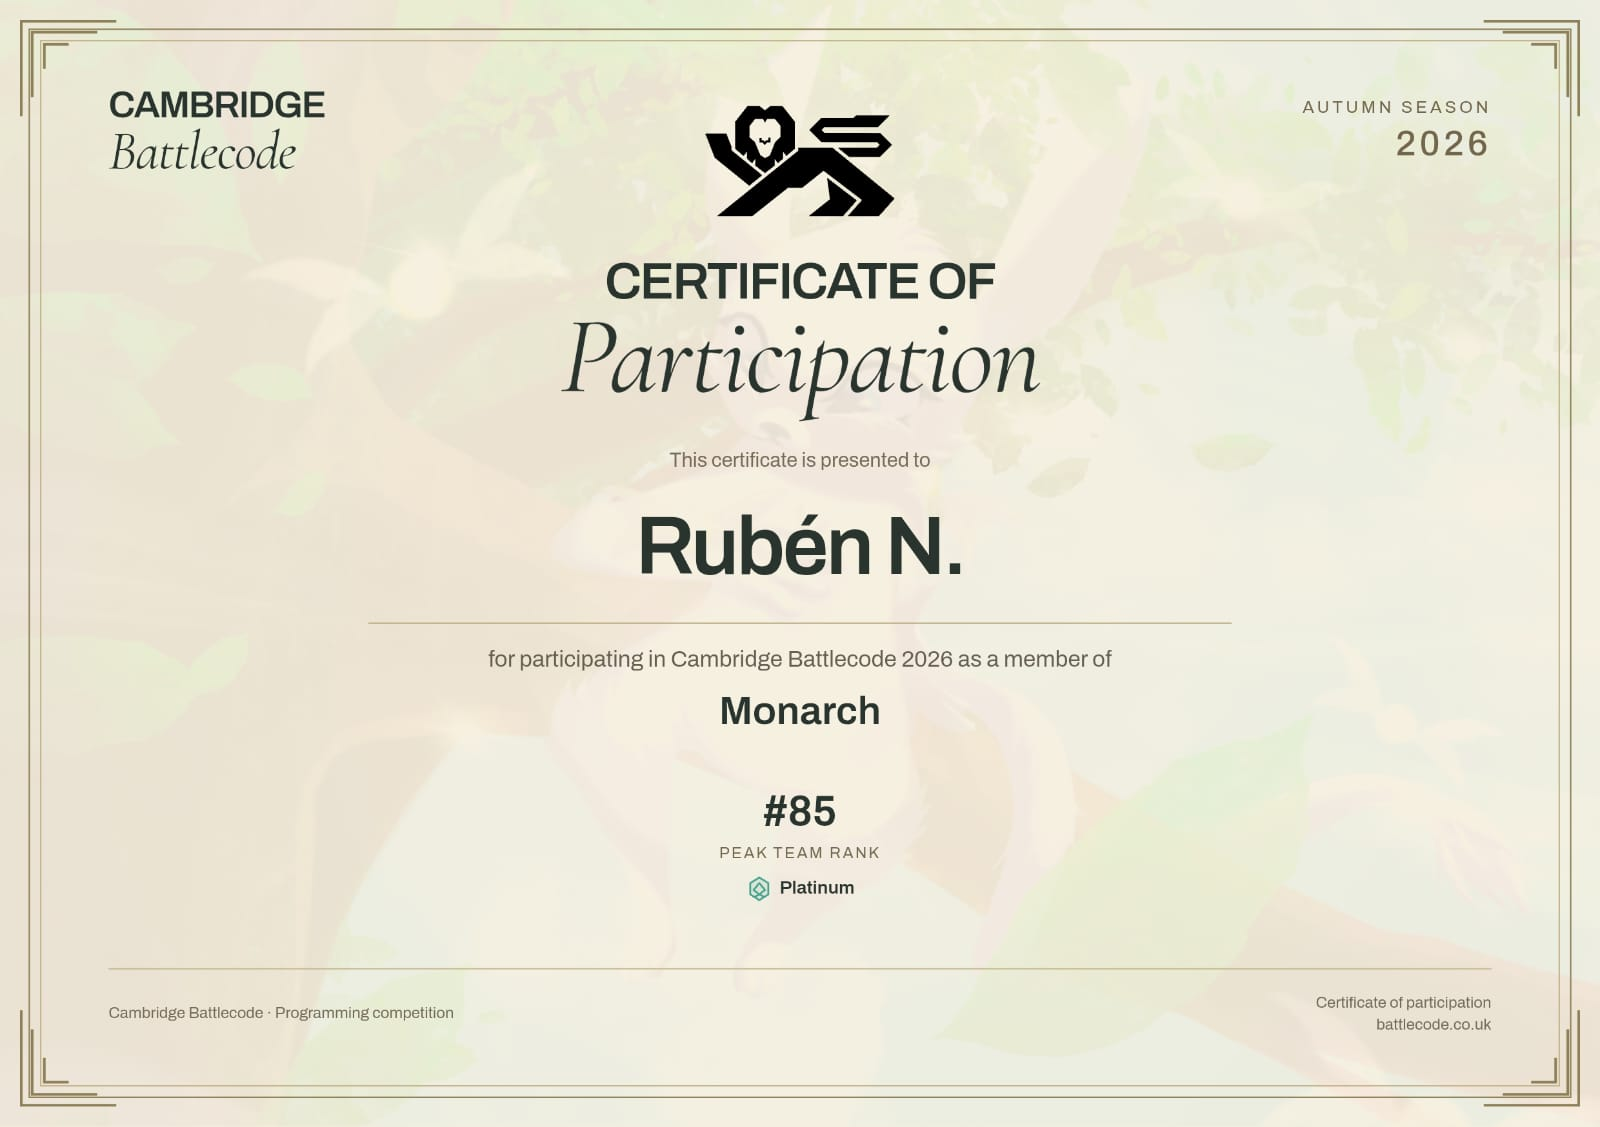 CAMBRIDGE
Battlecode
AUTUMN SEASON
2026
CERTIFICATE OF
Participation
This certificate is presented to
Rubén N.
for participating in Cambridge Battlecode 2026 as a member of
Monarch
#85
PEAK TEAM RANK
Platinum
Cambridge Battlecode · Programming competition
Certificate of participation
battlecode.co.uk